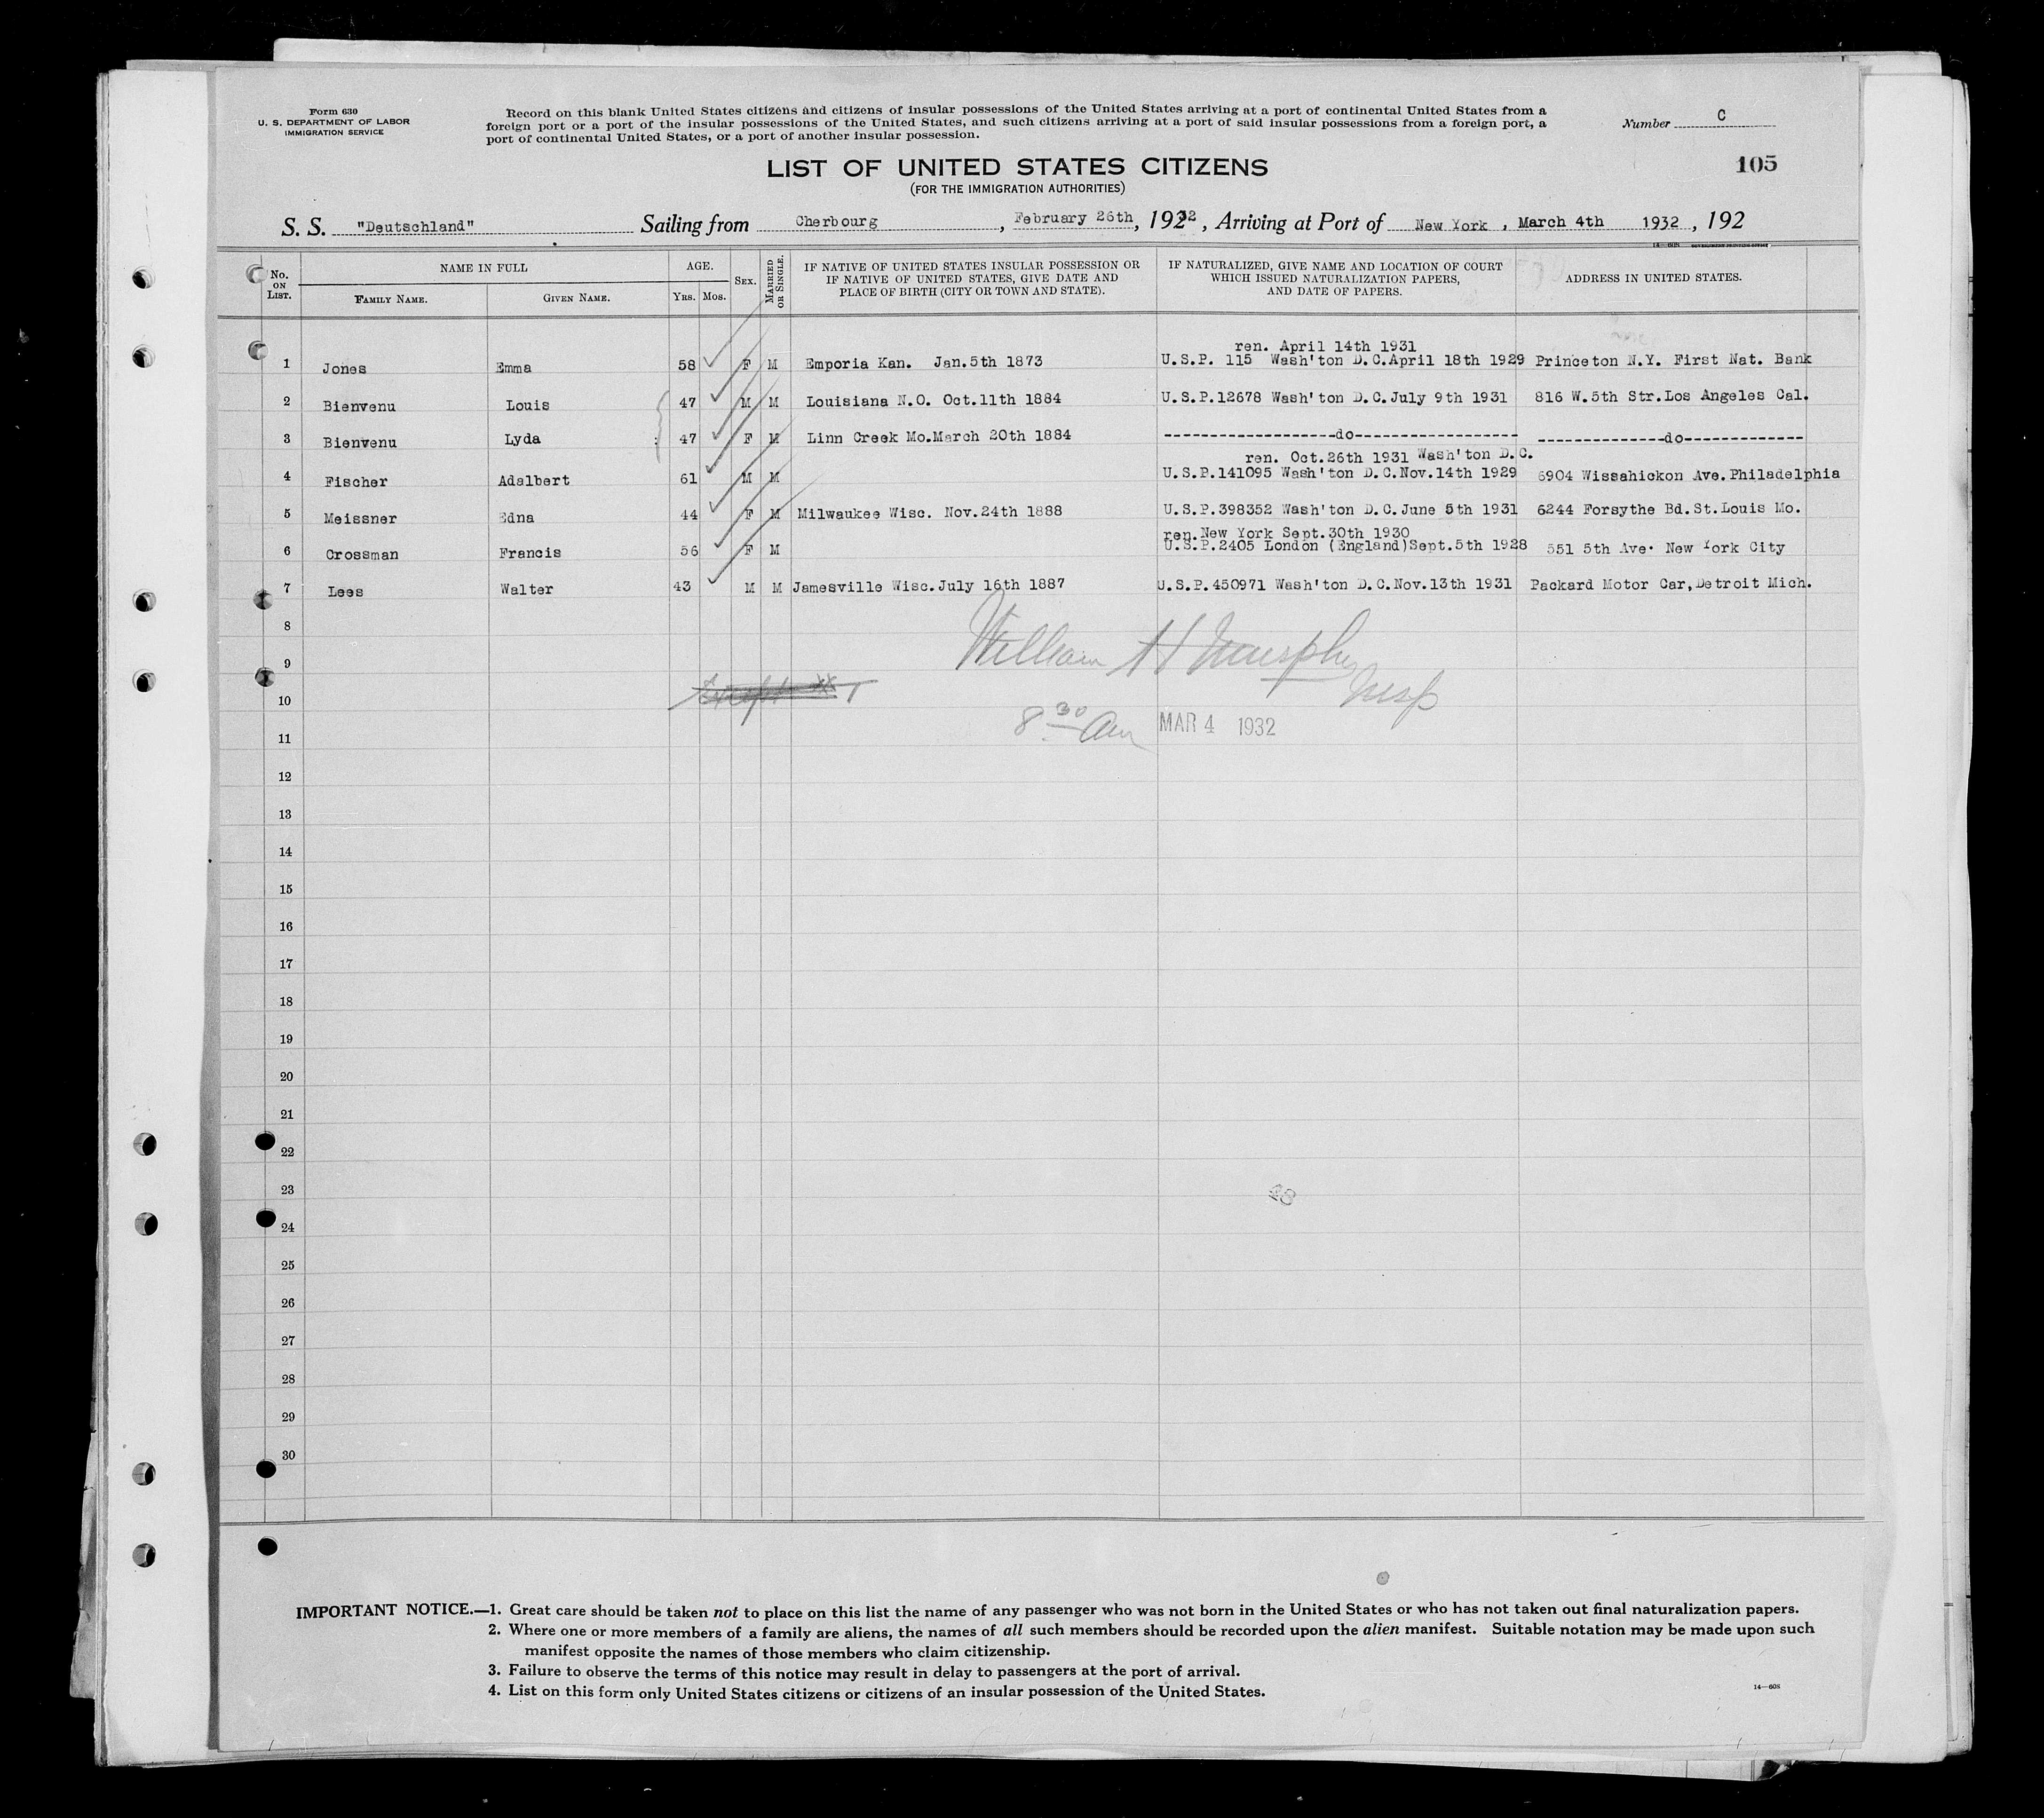 Form 630
U. S. DEPARTMENT OF LABOR
IMMIGRATION SERVICE
Record on this blank United States citizens and citizens of insular possessions of the United States arriving at a port of continental United States from a
foreign port or a port of the insular possessions of the United States, and such citizens arriving at a port of said insular possessions from a foreign port, a
port of continental United States, or a port of another insular possession.
Number C
105
LIST OF UNITED STATES CITIZENS
(FOR THE IMMIGRATION AUTHORITIES)
S. S. "Deutschland" Sailing from Cherbourg, February 26th, 1932, Arriving at Port of New York, March 4th 1932, 192
14—608 GOVERNMENT PRINTING OFFICE
No. ON LIST.
NAME IN FULL
FAMILY NAME.
GIVEN NAME.
AGE.
YRS. MOS.
SEX.
MARRIED OR SINGLE.
IF NATIVE OF UNITED STATES INSULAR POSSESSION OR
IF NATIVE OF UNITED STATES, GIVE DATE AND
PLACE OF BIRTH (CITY OR TOWN AND STATE).
IF NATURALIZED, GIVE NAME AND LOCATION OF COURT
WHICH ISSUED NATURALIZATION PAPERS,
AND DATE OF PAPERS.
ADDRESS IN UNITED STATES.
ren. April 14th 1931
1 Jones Emma 58 F M Emporia Kan. Jan.5th 1873 U.S.P. 115 Wash'ton D.C.April 18th 1929 Princeton N.Y. First Nat. Bank
2 Bienvenu Louis 47 M M Louisiana N.O. Oct.11th 1884 U.S.P.12678 Wash'ton D.C.July 9th 1931 816 W.5th Str.Los Angeles Cal.
3 Bienvenu Lyda : 47 F M Linn Creek Mo.March 20th 1884 ------------------do----------------- --------------do-------------
ren. Oct.26th 1931 Wash'ton D.C.
4 Fischer Adalbert 61 M M U.S.P.141095 Wash'ton D.C.Nov.14th 1929 6904 Wissahickon Ave.Philadelphia
5 Meissner Edna 44 F M Milwaukee Wisc. Nov.24th 1888 U.S.P.398352 Wash'ton D.C.June 5th 1931 6244 Forsythe Bd.St.Louis Mo.
ren.New York Sept.30th 1930
6 Crossman Francis 56 F M U.S.P.2405 London (England)Sept.5th 1928 551 5th Ave. New York City
7 Lees Walter 43 M M Jamesville Wisc.July 16th 1887 U.S.P.450971 Wash'ton D.C.Nov.13th 1931 Packard Motor Car,Detroit Mich.
8
William H Murphy
9
Insp
10
8 30 Am MAR 4 1932
11
12
13
14
15
16
17
18
19
20
21
22
23
24
25
26
27
28
29
30
IMPORTANT NOTICE.—1. Great care should be taken not to place on this list the name of any passenger who was not born in the United States or who has not taken out final naturalization papers.
2. Where one or more members of a family are aliens, the names of all such members should be recorded upon the alien manifest. Suitable notation may be made upon such
manifest opposite the names of those members who claim citizenship.
3. Failure to observe the terms of this notice may result in delay to passengers at the port of arrival.
4. List on this form only United States citizens or citizens of an insular possession of the United States.
14—608